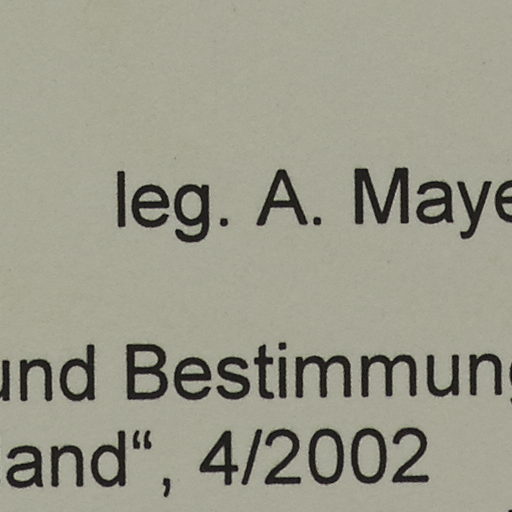 leg. A. Maye
und Bestimmung
land“, 4/2002